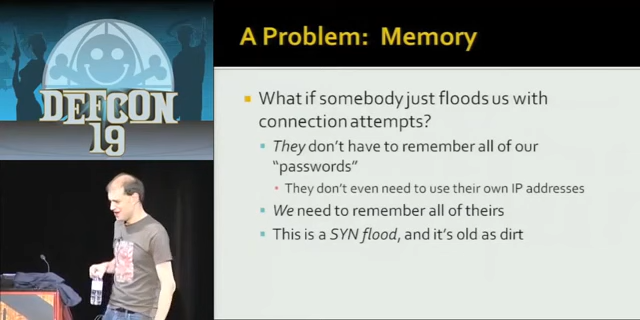 DEFCON
19
A Problem: Memory
What if somebody just floods us with
connection attempts?
They don't have to remember all of our
"passwords"
They don't even need to use their own IP addresses
We need to remember all of theirs
This is a SYN flood, and it's old as dirt